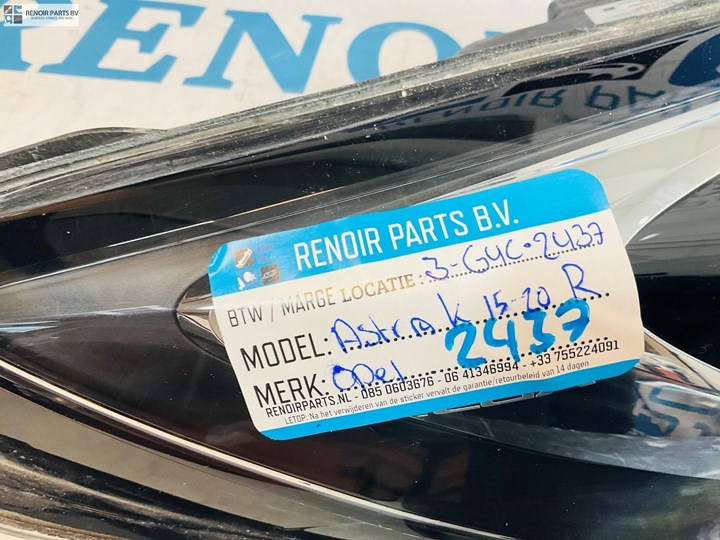 RENOIR PARTS BV
RENOIR
RENOIR PARTS B.V.
BTW / MARGE LOCATIE: 3-G4C-2437
MODEL: Astra k 15-20 R
2437
MERK: Opel
RENOIRPARTS.NL - 085 0603676 - 06 41346994 - +33 755224091
LETOP. Na het verwijderen van de sticker vervalt de garantie/retourbeleid van 14 dagen